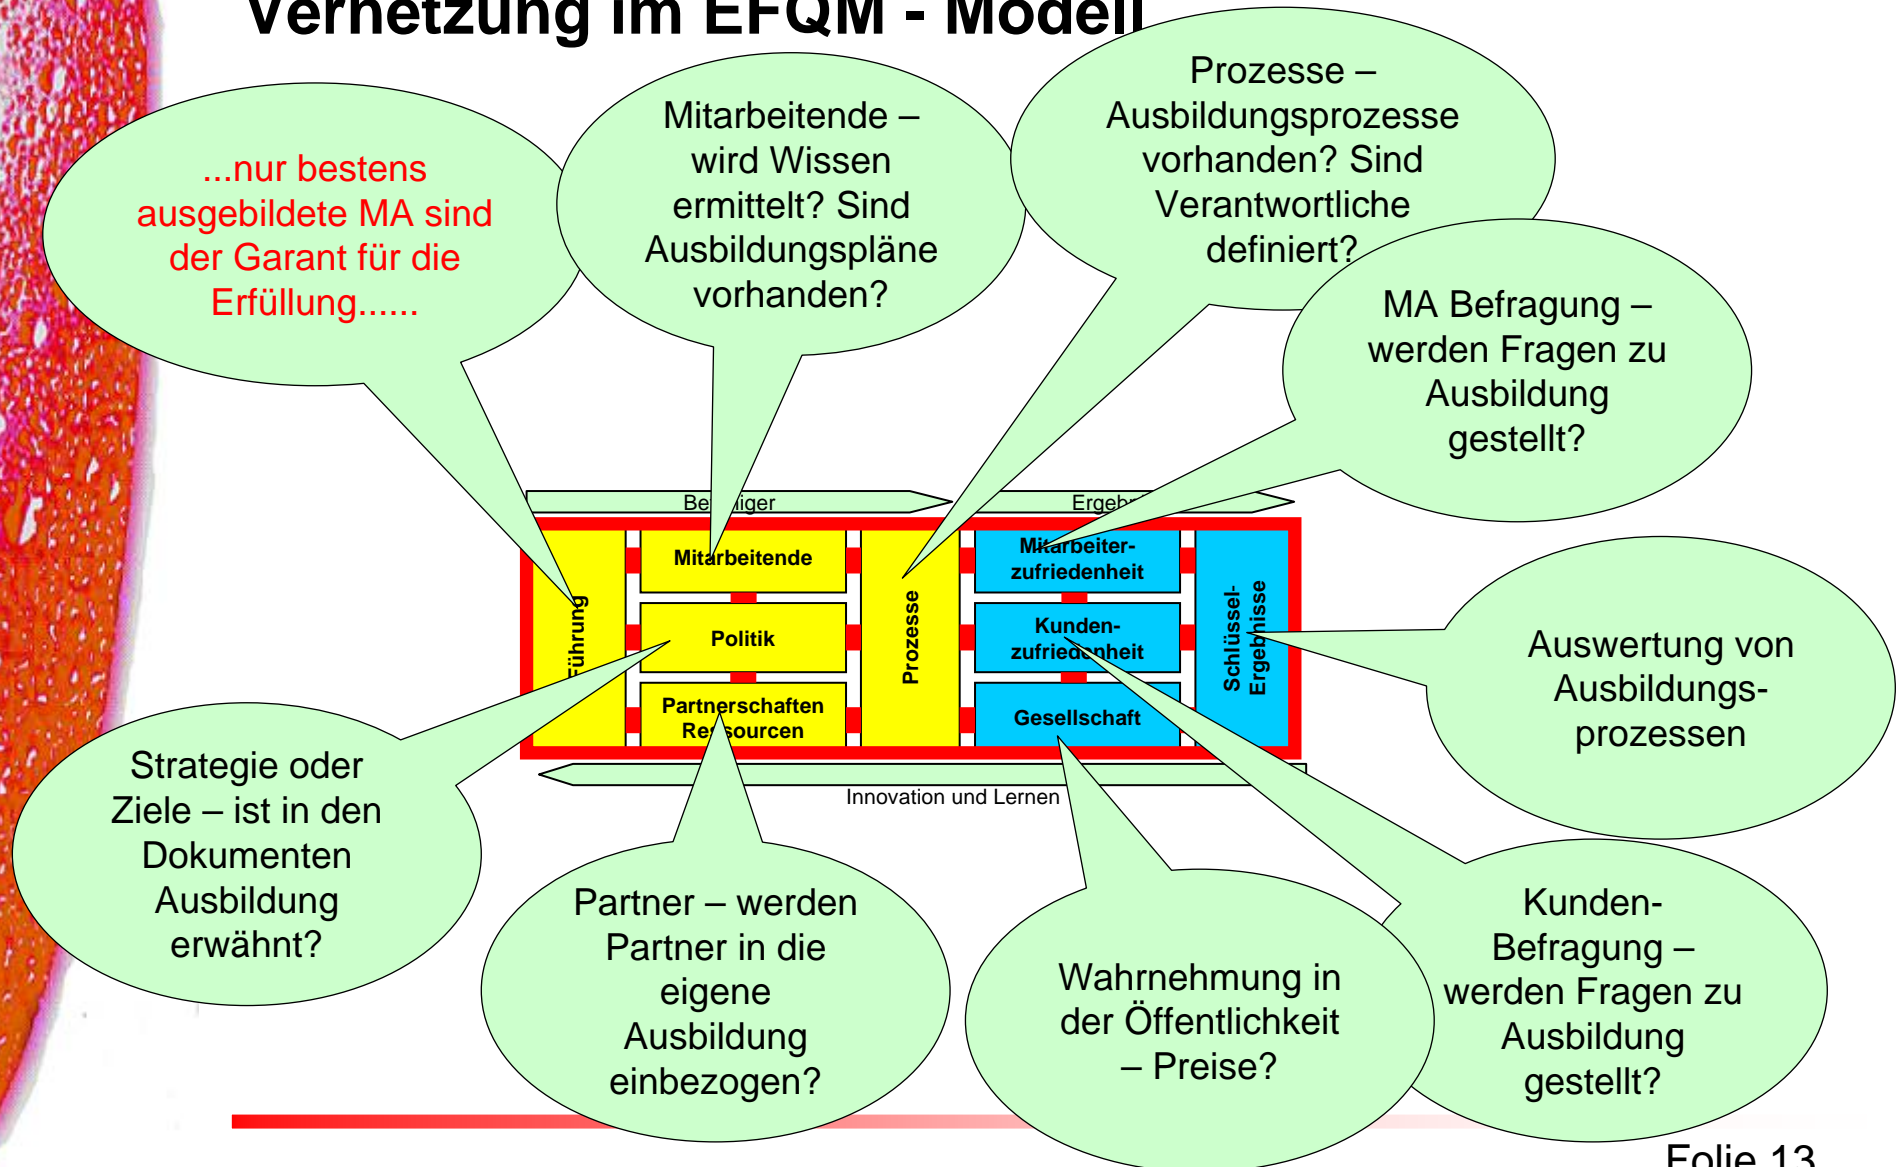 Vernetzung im EFQM - Modell
...nur bestens
ausgebildete MA sind
der Garant für die
Erfüllung......
Mitarbeitende –
wird Wissen
ermittelt? Sind
Ausbildungspläne
vorhanden?
Prozesse –
Ausbildungsprozesse
vorhanden? Sind
Verantwortliche
definiert?
MA Befragung –
werden Fragen zu
Ausbildung
gestellt?
Führung
Mitarbeitende
Politik
Partnerschaften
Ressourcen
Prozesse
Mitarbeiter-
zufriedenheit
Kunden-
zufriedenheit
Gesellschaft
Schlüssel-
Ergebnisse
Innovation und Lernen
Auswertung von
Ausbildungs-
prozessen
Strategie oder
Ziele – ist in den
Dokumenten
Ausbildung
erwähnt?
Partner – werden
Partner in die
eigene
Ausbildung
einbezogen?
Wahrnehmung in
der Öffentlichkeit
– Preise?
Kunden-
Befragung –
werden Fragen zu
Ausbildung
gestellt?
Folie 13